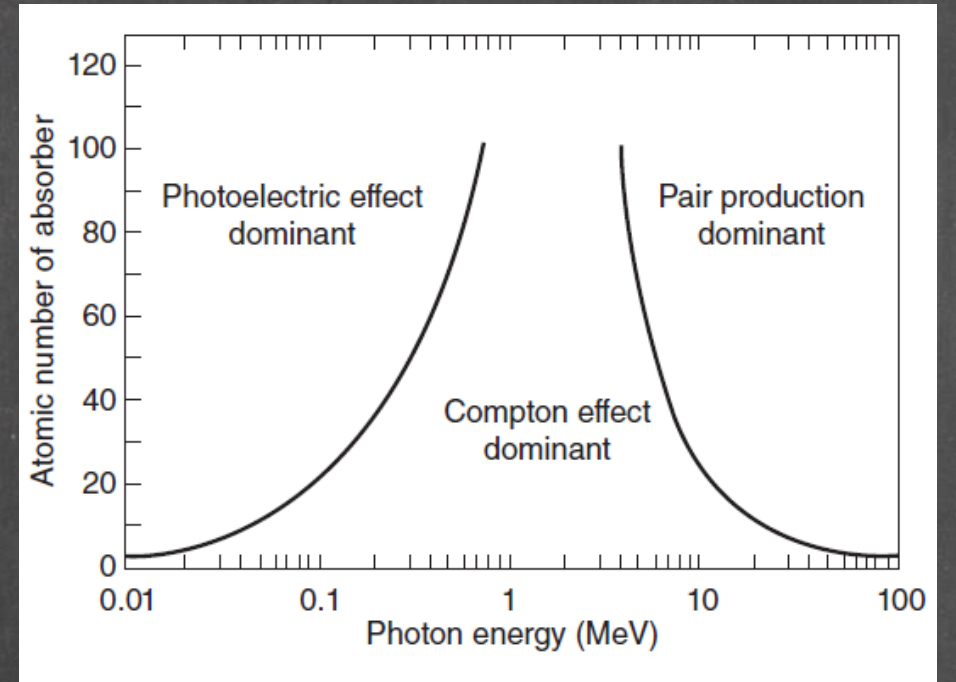 120
100
80
60
40
20
0
Atomic number of absorber
Photoelectric effect
dominant
Pair production
dominant
Compton effect
dominant
0.01
0.1
1
10
100
Photon energy (MeV)